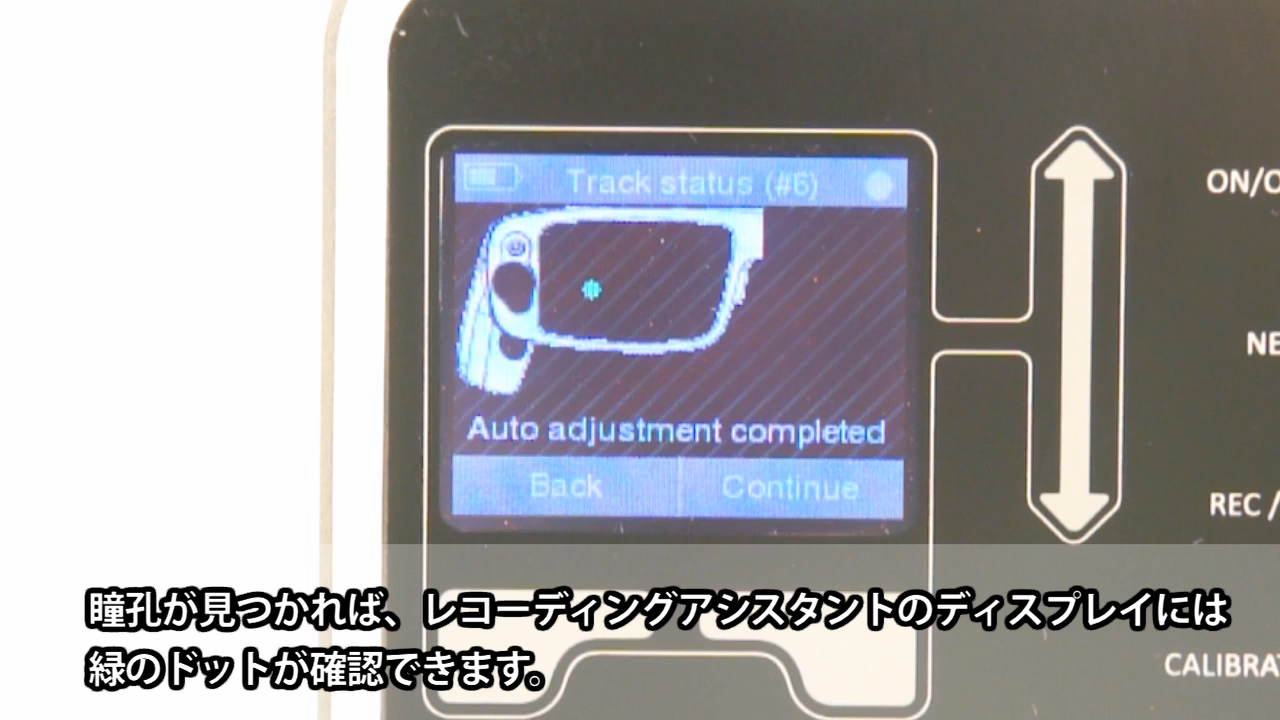 Track status (#6)
ON/O
NE
Auto adjustment completed
Back
Continue
REC /
瞳孔が見つかれば、レコーディングアシスタントのディスプレイには
緑のドットが確認できます。
CALIBRA